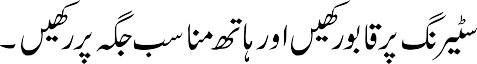 سٹیرنگ پر قابو رکھیں اور ہاتھ مناسب جگہ پر رکھیں ۔